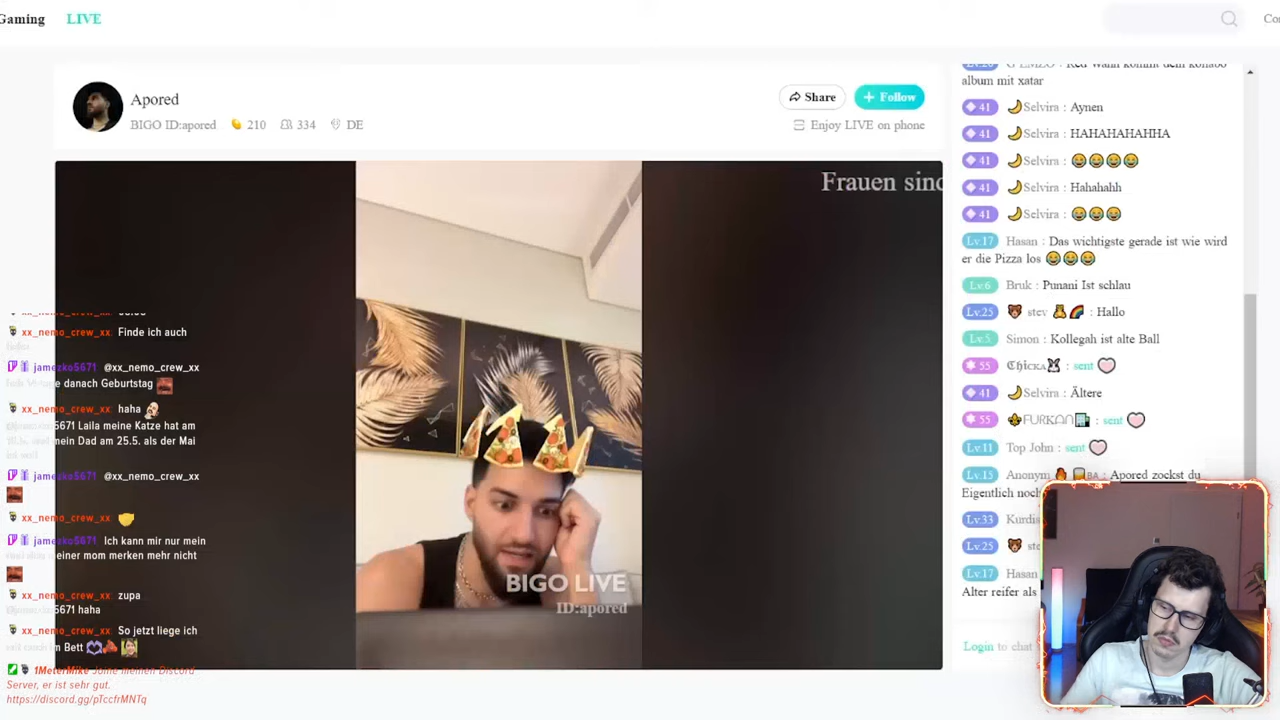 Gaming LIVE
Apored
BIGO ID:apored 210 334 DE
Share + Follow
Enjoy LIVE on phone
Frauen sind
BIGO LIVE
ID:apored
album mit xatar
41 Selvira : Aynen
41 Selvira : HAHAHAHAHHA
41 Selvira : 😂😂😂😂
41 Selvira : Hahahahh
41 Selvira : 😂😂😂
Lv.17 Hasan : Das wichtigste gerade ist wie wird
er die Pizza los 😂😂😂
Lv.6 Bruk : Punani Ist schlau
Lv.25 stev : Hallo
Lv.5 Simon : Kollegah ist alte Ball
55 Chicka : sent
41 Selvira : Ältere
55 FURKAN : sent
Lv.11 Top John : sent
Lv.15 Anonym BA : Apored zockst du
Eigentlich noch
Lv.33 Kurdis
Lv.25 ste
Lv.17 Hasan
Alter reifer als
Login to chat
xx_nemo_crew_xx Finde ich auch
jamezko5671 @xx_nemo_crew_xx
danach Geburtstag
xx_nemo_crew_xx haha
5671 Laila meine Katze hat am
mein Dad am 25.5. als der Mai
jamezko5671 @xx_nemo_crew_xx
xx_nemo_crew_xx
jamezko5671 Ich kann mir nur mein
einer mom merken mehr nicht
xx_nemo_crew_xx zupa
5671 haha
xx_nemo_crew_xx So jetzt liege ich
Bett
1MeterMike Joine meinen Discord
Server, er ist sehr gut.
https://discord.gg/pTccfrMNTq